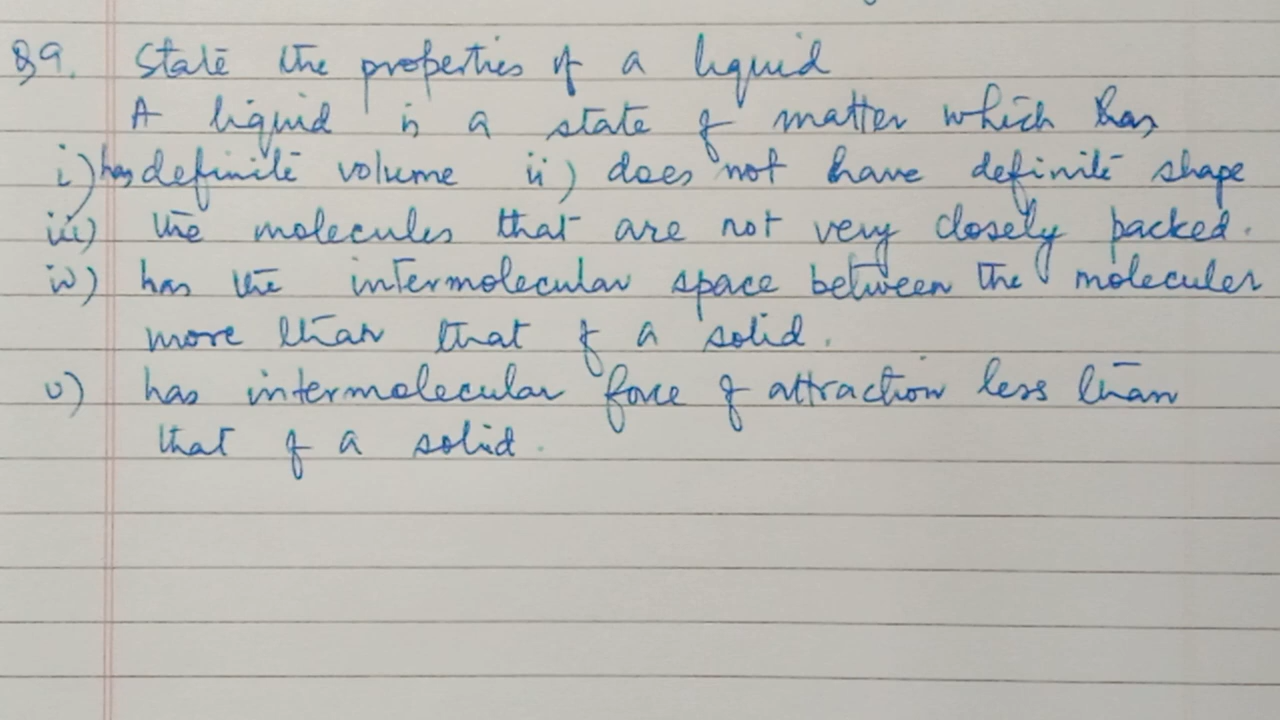 Q9. State the properties of a liquid
A liquid is a state of matter which has
i) has definite volume ii) does not have definite shape
iii) the molecules that are not very closely packed.
iv) has the intermolecular space between the molecules
more than that of a solid.
v) has intermolecular force of attraction less than
that of a solid.